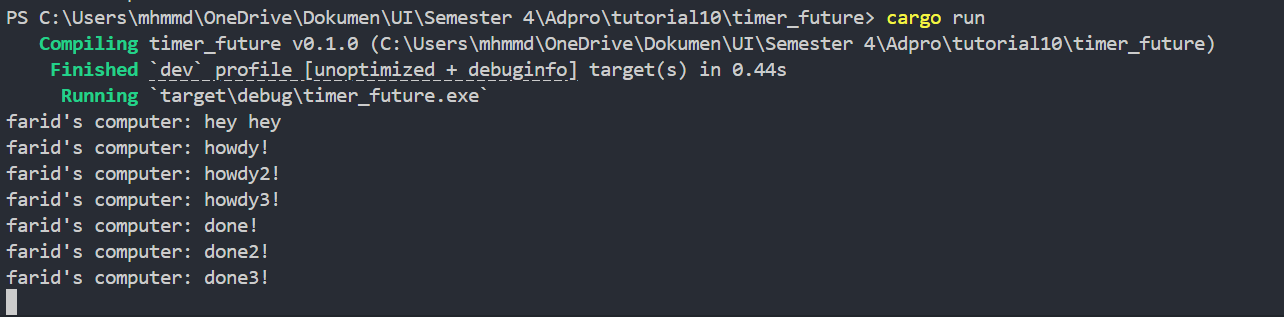 PS C:\Users\mhmmd\OneDrive\Dokumen\UI\Semester 4\Adpro\tutorial10\timer_future> cargo run
Compiling timer_future v0.1.0 (C:\Users\mhmmd\OneDrive\Dokumen\UI\Semester 4\Adpro\tutorial10\timer_future)
Finished `dev` profile [unoptimized + debuginfo] target(s) in 0.44s
Running `target\debug\timer_future.exe`
farid's computer: hey hey
farid's computer: howdy!
farid's computer: howdy2!
farid's computer: howdy3!
farid's computer: done!
farid's computer: done2!
farid's computer: done3!